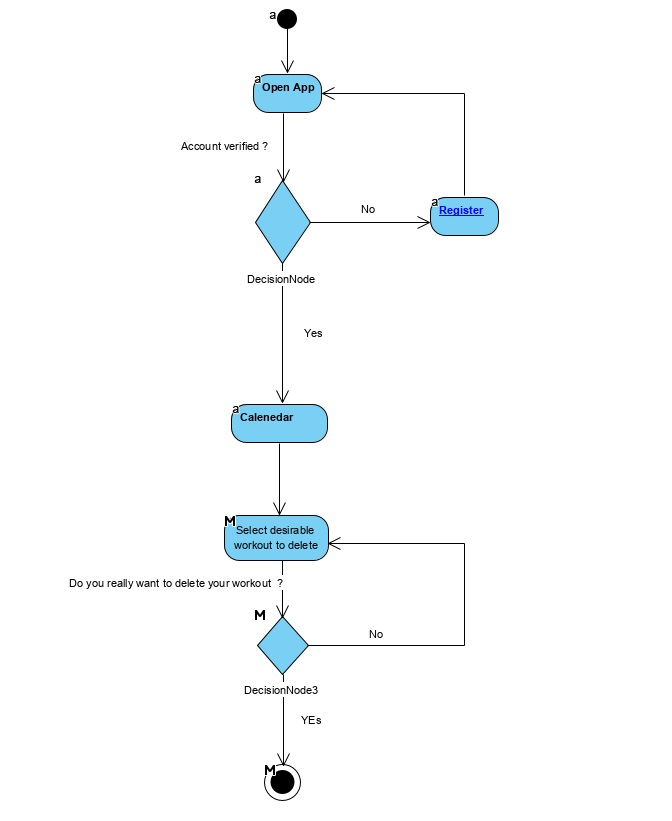 a
a
Open App
Account verified ?
a
No
a
Register
DecisionNode
Yes
a
Calenedar
M
Select desirable
workout to delete
Do you really want to delete your workout ?
M
No
DecisionNode3
YEs
M